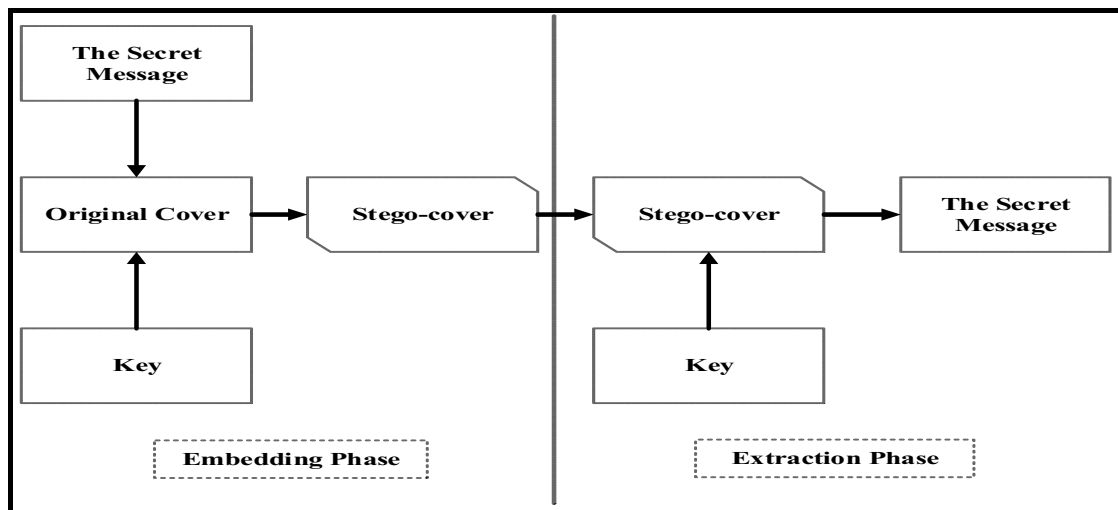 The Secret
Message
Original Cover
Stego-cover
Key
Embedding Phase
Stego-cover
The Secret
Message
Key
Extraction Phase